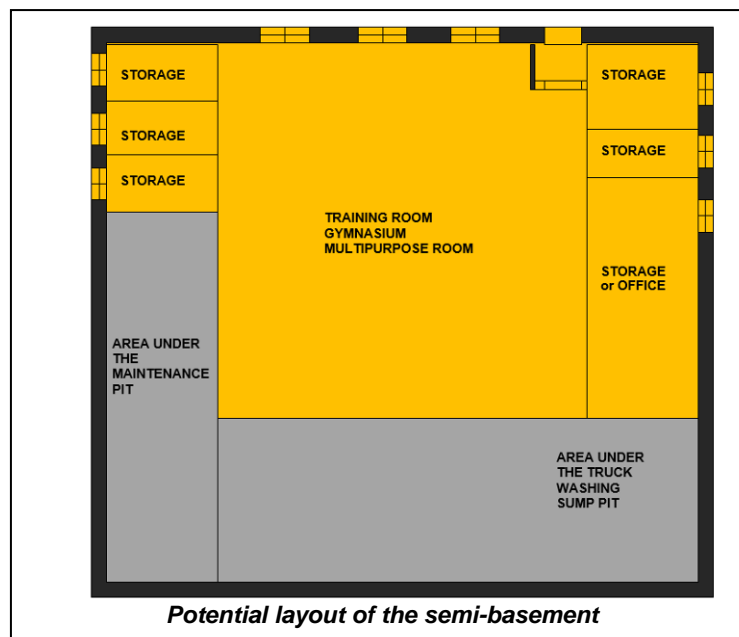 STORAGE
STORAGE
STORAGE
STORAGE
STORAGE
TRAINING ROOM
GYMNASIUM
MULTIPURPOSE ROOM
STORAGE
or OFFICE
AREA UNDER
THE
MAINTENANCE
PIT
AREA UNDER
THE TRUCK
WASHING
SUMP PIT
Potential layout of the semi-basement